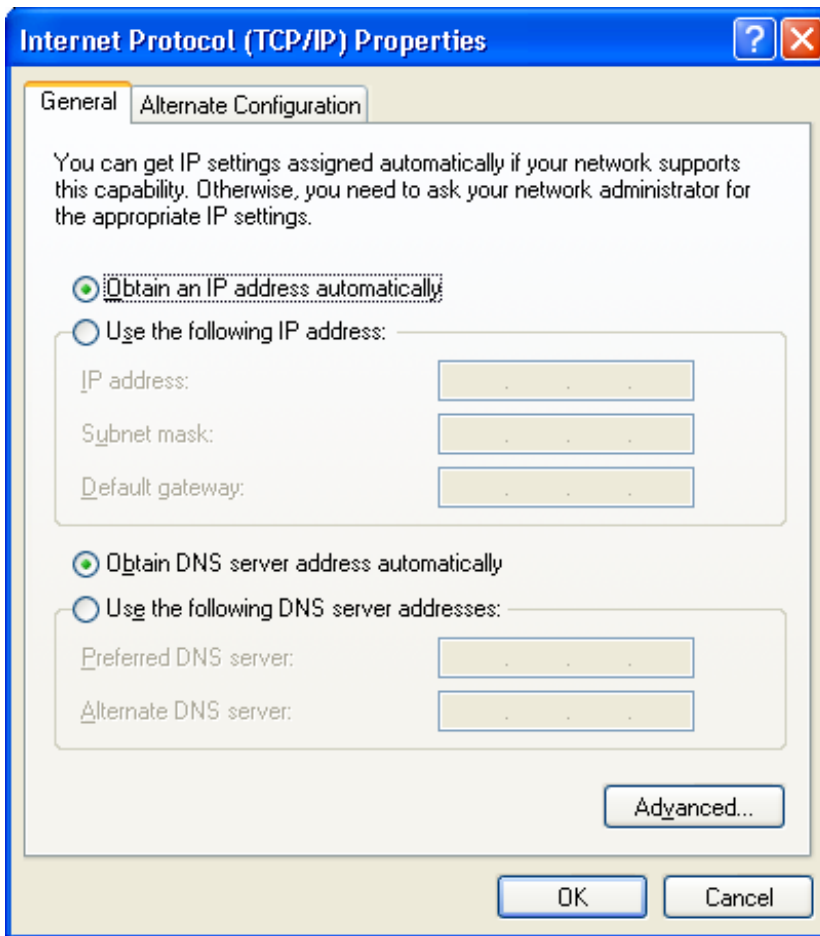 Internet Protocol (TCP/IP) Properties
General
Alternate Configuration
You can get IP settings assigned automatically if your network supports
this capability. Otherwise, you need to ask your network administrator for
the appropriate IP settings.
Obtain an IP address automatically
Use the following IP address:
IP address:
Subnet mask:
Default gateway:
Obtain DNS server address automatically
Use the following DNS server addresses:
Preferred DNS server:
Alternate DNS server:
Advanced...
OK
Cancel